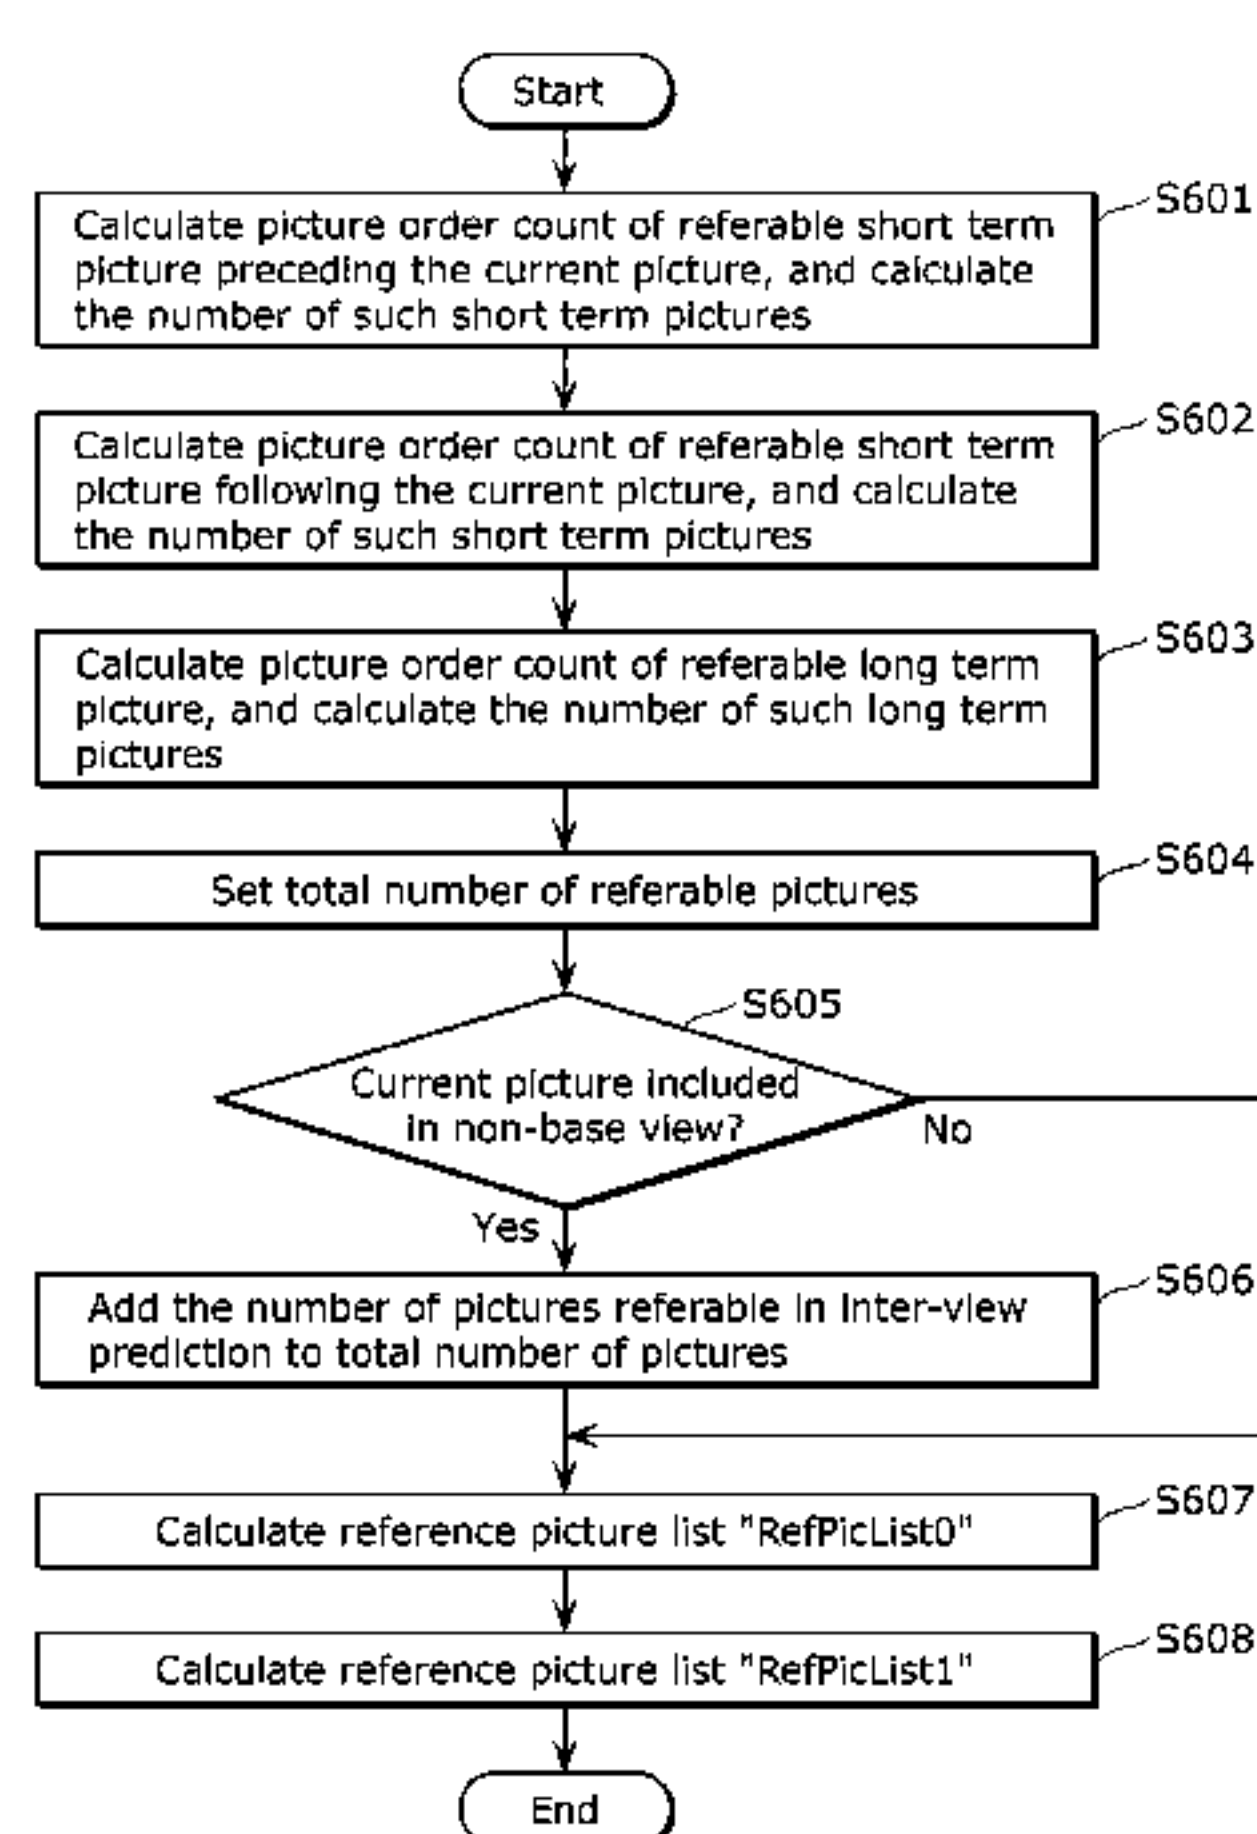 Start
S601
Calculate picture order count of referable short term
picture preceding the current picture, and calculate
the number of such short term pictures
S602
Calculate picture order count of referable short term
picture following the current picture, and calculate
the number of such short term pictures
S603
Calculate picture order count of referable long term
picture, and calculate the number of such long term
pictures
S604
Set total number of referable pictures
S605
Current picture included
in non-base view?
No
Yes
S606
Add the number of pictures referable in inter-view
prediction to total number of pictures
S607
Calculate reference picture list "RefPicList0"
S608
Calculate reference picture list "RefPicList1"
End